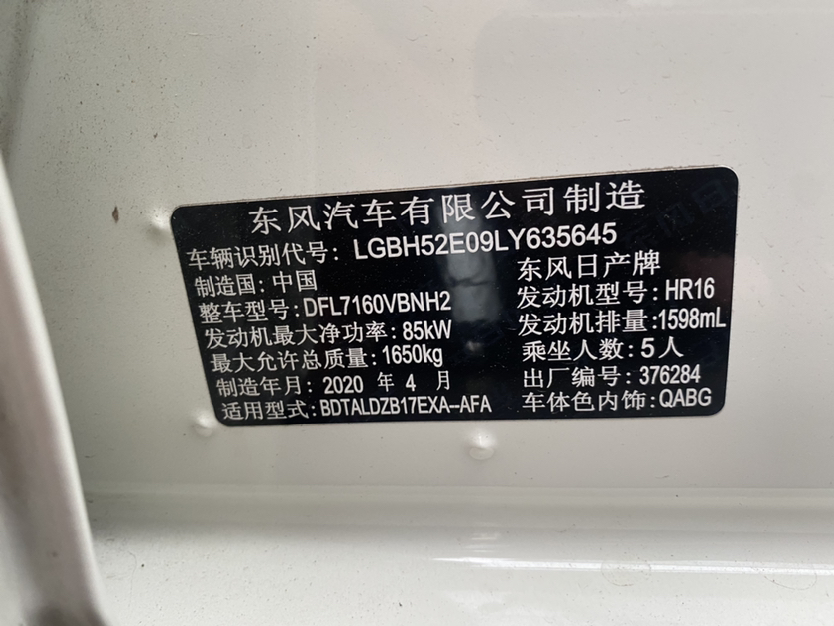 东风汽车有限公司制造
车辆识别代号: LGBH52E09LY635645
制造国: 中国 东风日产牌
整车型号: DFL7160VBNH2 发动机型号: HR16
发动机最大净功率: 85kW 发动机排量: 1598mL
最大允许总质量: 1650kg 乘坐人数: 5人
制造年月: 2020 年 4 月 出厂编号: 376284
适用型式: BDTALDZB17EXA--AFA 车体色内饰: QABG